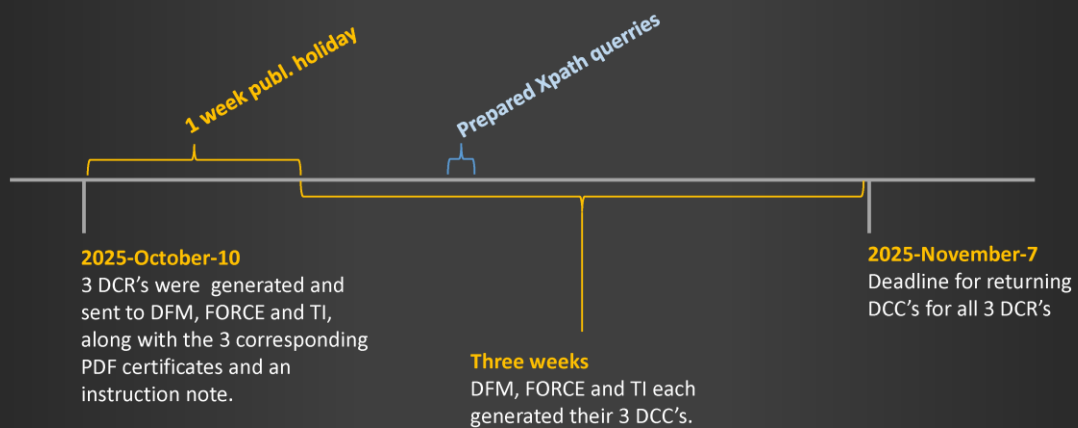 1 week publ. holiday
Prepared Xpath querries
2025-October-10
3 DCR's were  generated and
sent to DFM, FORCE and TI,
along with the 3 corresponding
PDF certificates and an
instruction note.
Three weeks
DFM, FORCE and TI each
generated their 3 DCC's.
2025-November-7
Deadline for returning
DCC's for all 3 DCR's